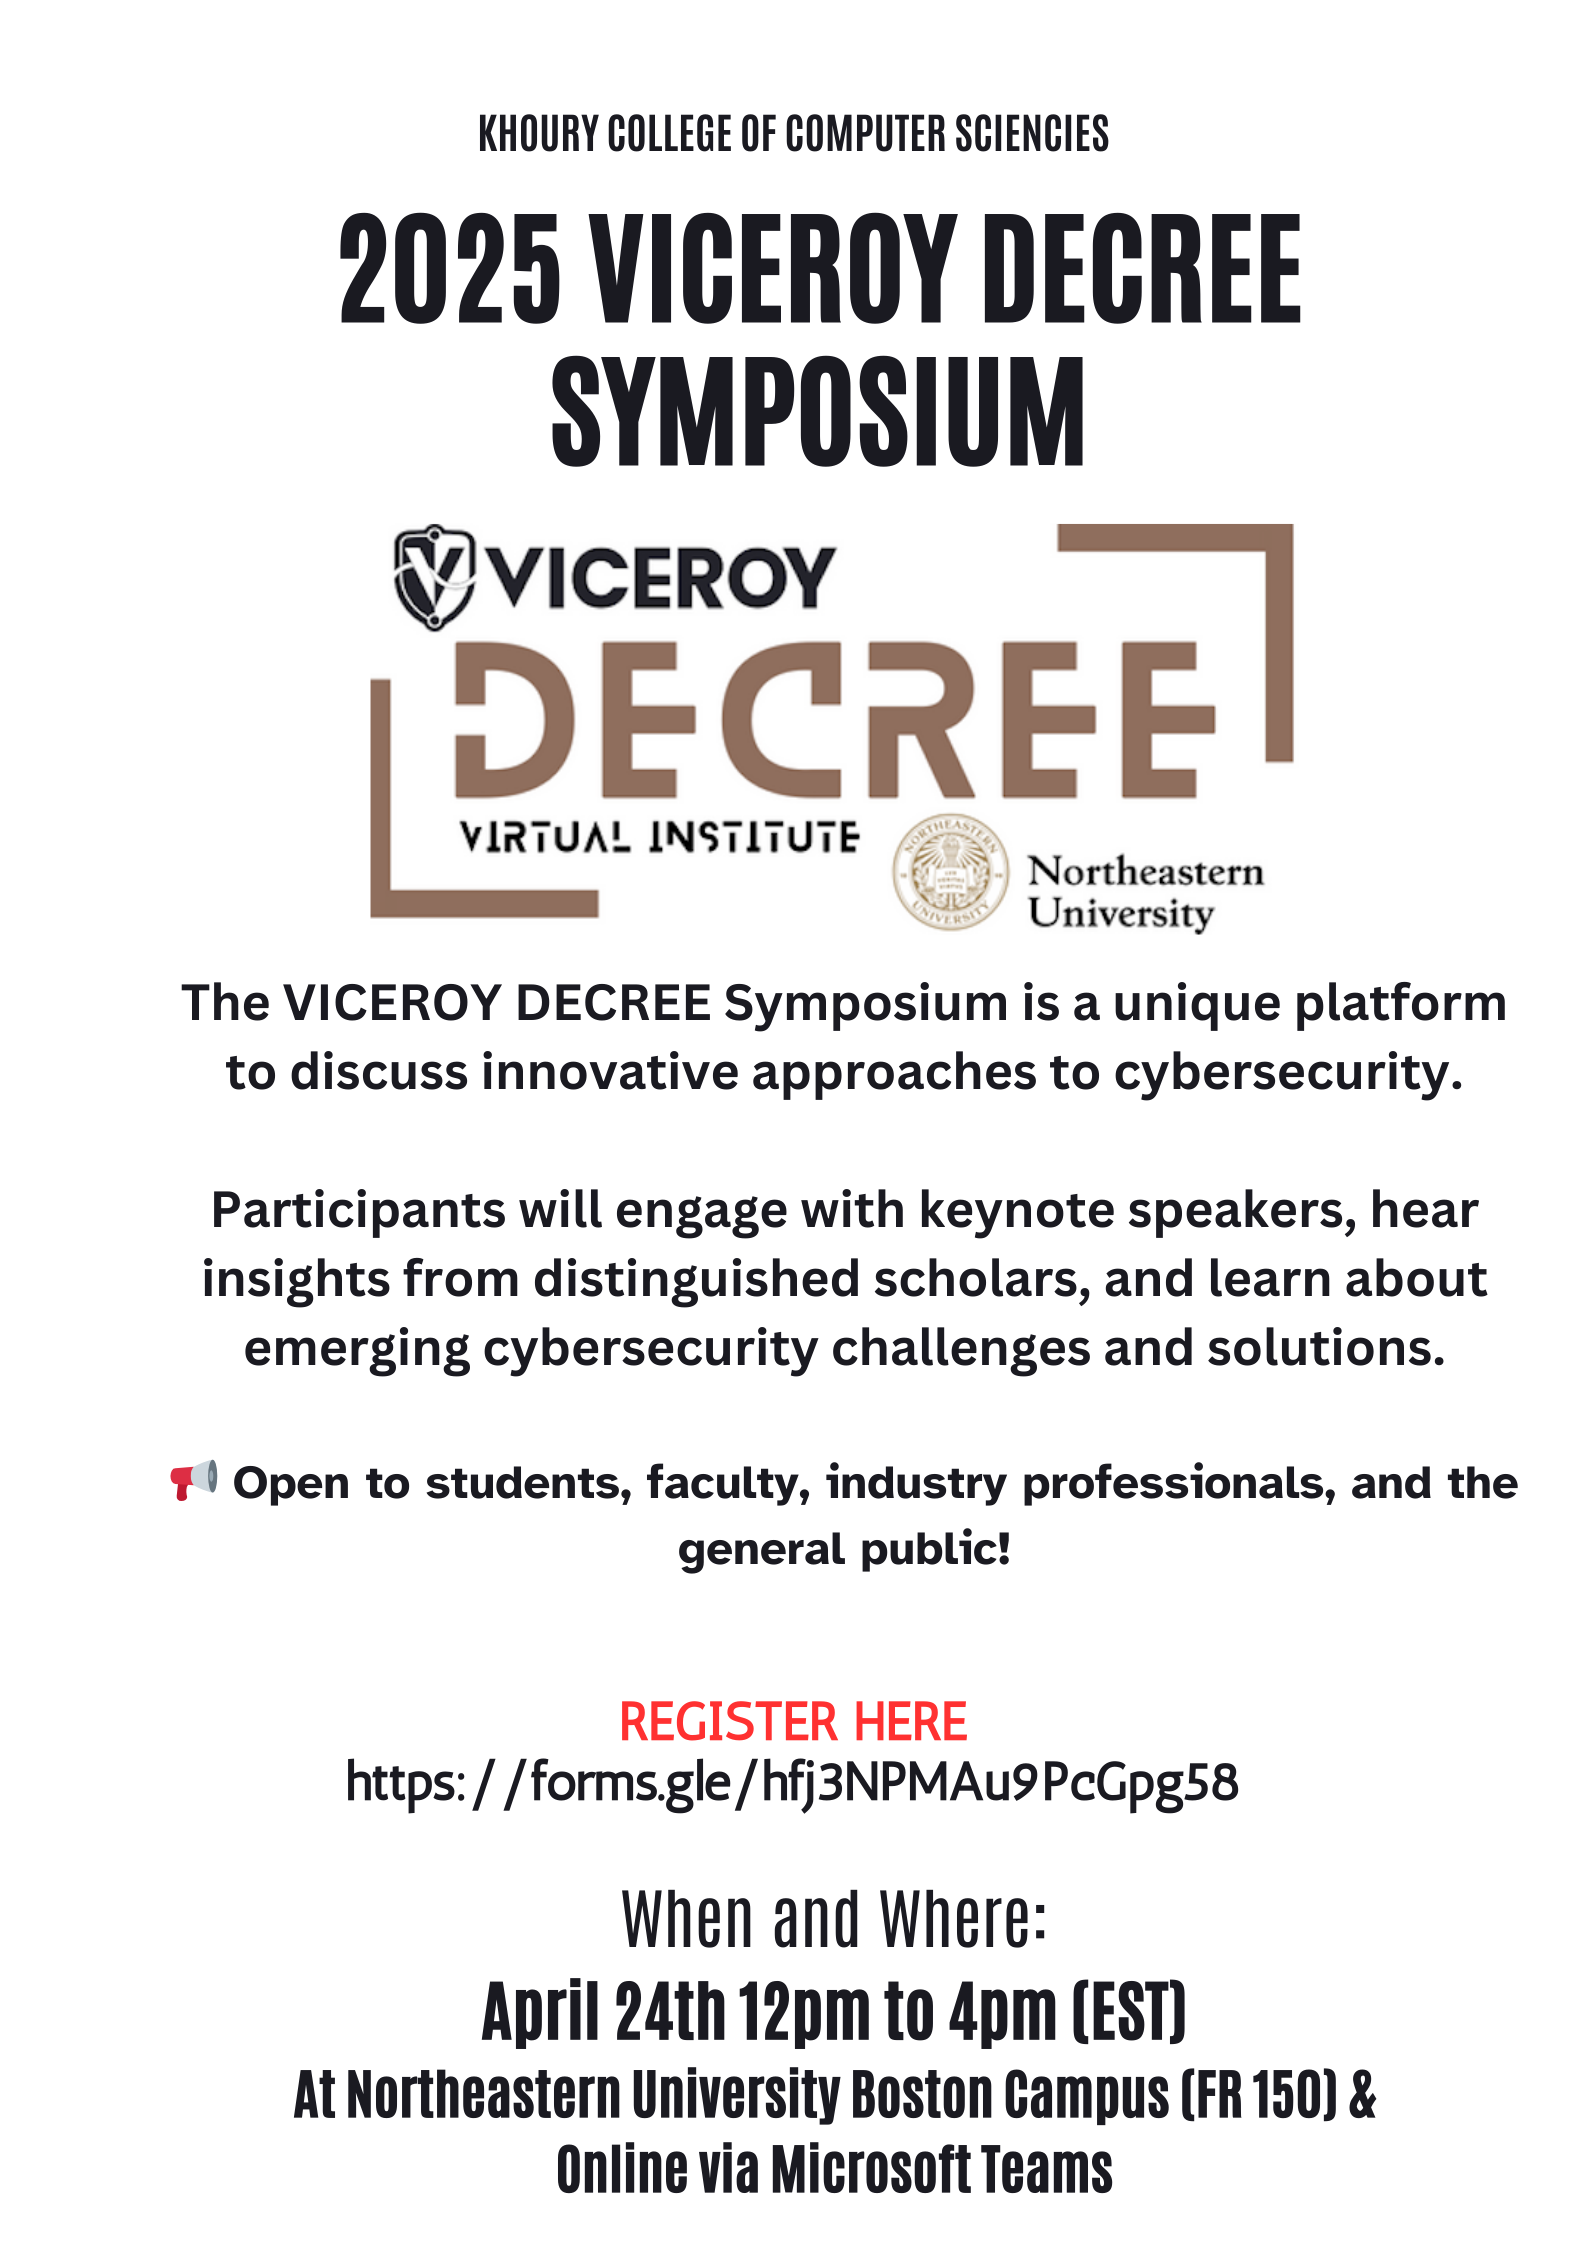 KHOURY COLLEGE OF COMPUTER SCIENCIES
2025 VICEROY DECREE
SYMPOSIUM
VICEROY
DECREE
VIRTUAL INSTITUTE
NORTHEASTERN
UNIVERSITY
Northeastern
University
The VICEROY DECREE Symposium is a unique platform
to discuss innovative approaches to cybersecurity.
Participants will engage with keynote speakers, hear
insights from distinguished scholars, and learn about
emerging cybersecurity challenges and solutions.
📢 Open to students, faculty, industry professionals, and the
general public!
REGISTER HERE
https://forms.gle/hfj3NPMAu9PcGpg58
When and Where:
April 24th 12pm to 4pm (EST)
At Northeastern University Boston Campus (FR 150) &
Online via Microsoft Teams